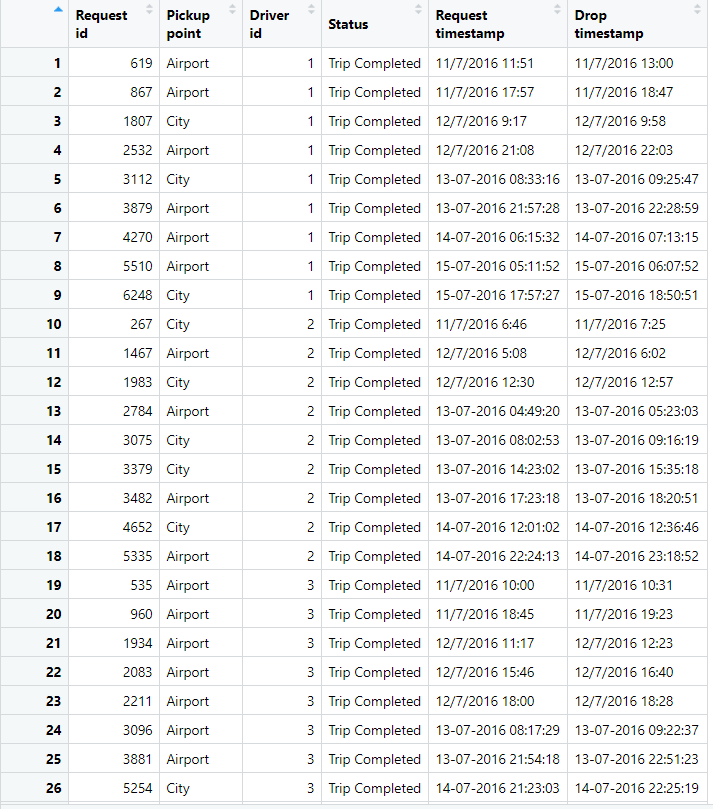 Request id Pickup point Driver id Status Request timestamp Drop timestamp
1 619 Airport 1 Trip Completed 11/7/2016 11:51 11/7/2016 13:00
2 867 Airport 1 Trip Completed 11/7/2016 17:57 11/7/2016 18:47
3 1807 City 1 Trip Completed 12/7/2016 9:17 12/7/2016 9:58
4 2532 Airport 1 Trip Completed 12/7/2016 21:08 12/7/2016 22:03
5 3112 City 1 Trip Completed 13-07-2016 08:33:16 13-07-2016 09:25:47
6 3879 Airport 1 Trip Completed 13-07-2016 21:57:28 13-07-2016 22:28:59
7 4270 Airport 1 Trip Completed 14-07-2016 06:15:32 14-07-2016 07:13:15
8 5510 Airport 1 Trip Completed 15-07-2016 05:11:52 15-07-2016 06:07:52
9 6248 City 1 Trip Completed 15-07-2016 17:57:27 15-07-2016 18:50:51
10 267 City 2 Trip Completed 11/7/2016 6:46 11/7/2016 7:25
11 1467 Airport 2 Trip Completed 12/7/2016 5:08 12/7/2016 6:02
12 1983 City 2 Trip Completed 12/7/2016 12:30 12/7/2016 12:57
13 2784 Airport 2 Trip Completed 13-07-2016 04:49:20 13-07-2016 05:23:03
14 3075 City 2 Trip Completed 13-07-2016 08:02:53 13-07-2016 09:16:19
15 3379 City 2 Trip Completed 13-07-2016 14:23:02 13-07-2016 15:35:18
16 3482 Airport 2 Trip Completed 13-07-2016 17:23:18 13-07-2016 18:20:51
17 4652 City 2 Trip Completed 14-07-2016 12:01:02 14-07-2016 12:36:46
18 5335 Airport 2 Trip Completed 14-07-2016 22:24:13 14-07-2016 23:18:52
19 535 Airport 3 Trip Completed 11/7/2016 10:00 11/7/2016 10:31
20 960 Airport 3 Trip Completed 11/7/2016 18:45 11/7/2016 19:23
21 1934 Airport 3 Trip Completed 12/7/2016 11:17 12/7/2016 12:23
22 2083 Airport 3 Trip Completed 12/7/2016 15:46 12/7/2016 16:40
23 2211 Airport 3 Trip Completed 12/7/2016 18:00 12/7/2016 18:28
24 3096 Airport 3 Trip Completed 13-07-2016 08:17:29 13-07-2016 09:22:37
25 3881 Airport 3 Trip Completed 13-07-2016 21:54:18 13-07-2016 22:51:23
26 5254 City 3 Trip Completed 14-07-2016 21:23:03 14-07-2016 22:25:19